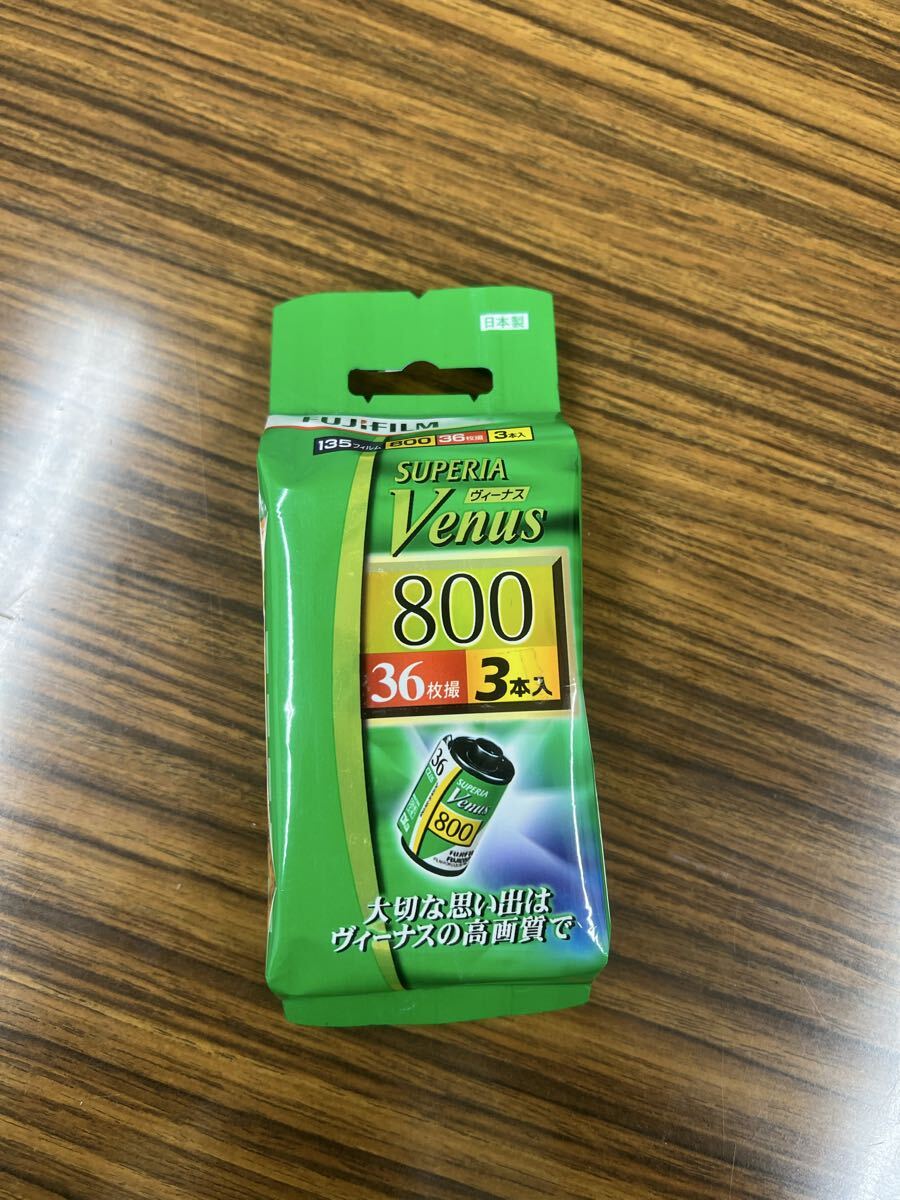 日本製
FUJIFILM
135フィルム 800 36枚撮 3本入
SUPERIA
ヴィーナス
Venus
800
36枚撮 3本入
36
SUPERIA
Venus
800
大切な思い出は
ヴィーナスの高画質で